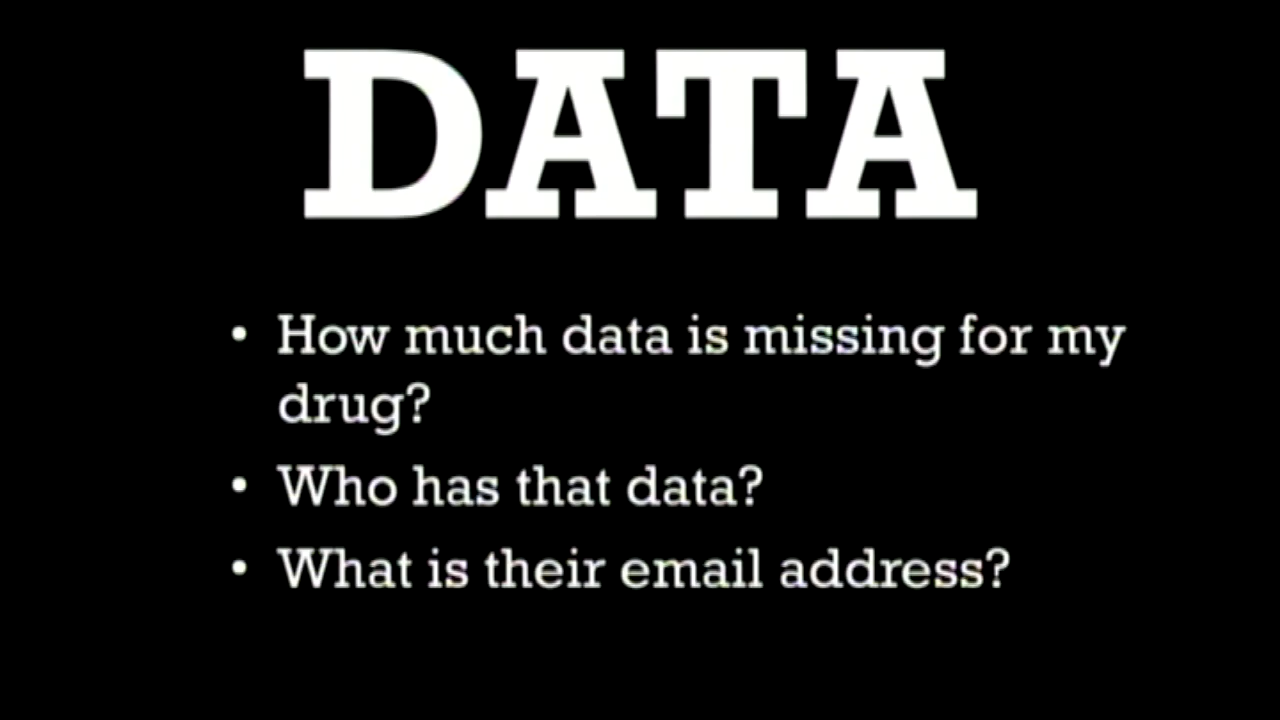 DATA
• How much data is missing for my
drug?
• Who has that data?
• What is their email address?